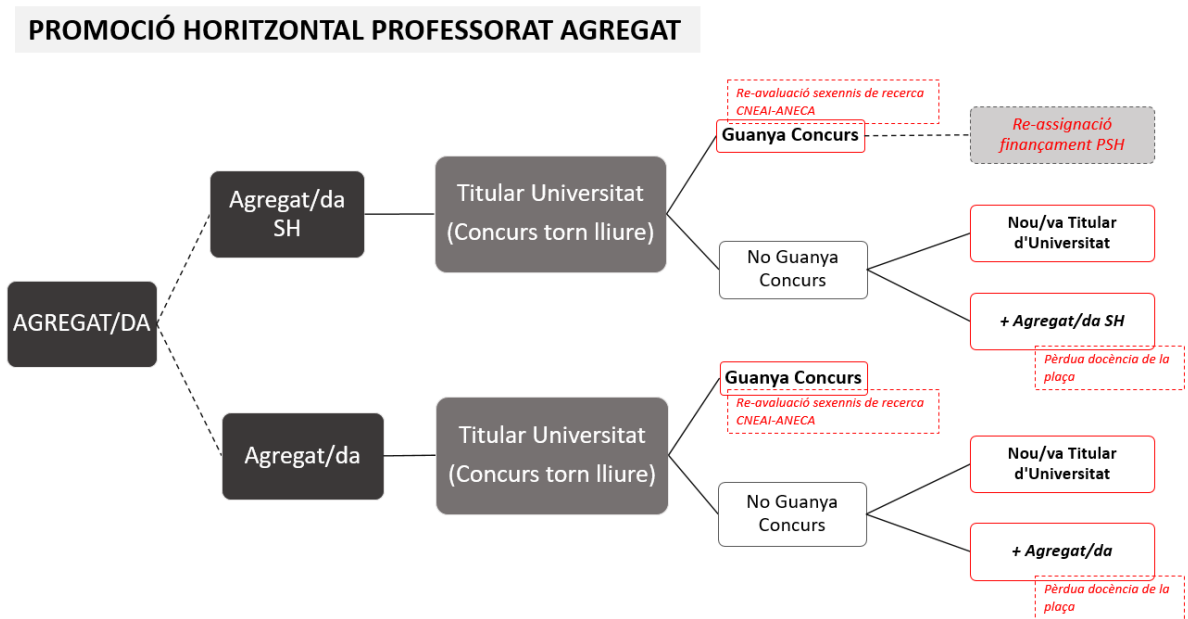 PROMOCIÓ HORITZONTAL PROFESSORAT AGREGAT
AGREGAT/DA
Agregat/da
SH
Titular Universitat
(Concurs torn lliure)
Re-avaluació sexennis de recerca
CNEAI-ANECA
Guanya Concurs
Re-assignació
finançament PSH
No Guanya
Concurs
Nou/va Titular
d'Universitat
+ Agregat/da SH
Pèrdua docència de la
plaça
Agregat/da
Titular Universitat
(Concurs torn lliure)
Guanya Concurs
Re-avaluació sexennis de recerca
CNEAI-ANECA
No Guanya
Concurs
Nou/va Titular
d'Universitat
+ Agregat/da
Pèrdua docència de la
plaça